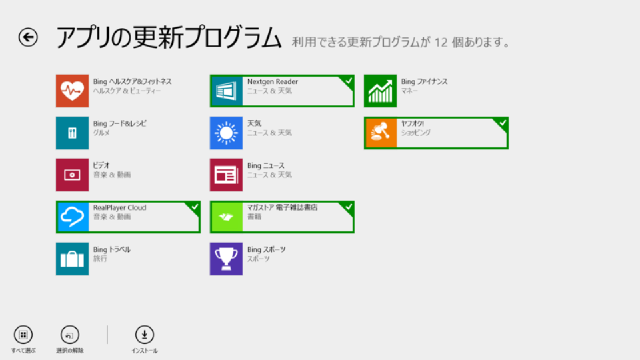 アプリの更新プログラム 利用できる更新プログラムが 12 個あります。
Bing ヘルスケア&フィットネス
ヘルスケア & ビューティー
Bing フード&レシピ
グルメ
ビデオ
音楽 & 動画
RealPlayer Cloud
音楽 & 動画
Bing トラベル
旅行
Nextgen Reader
ニュース & 天気
天気
ニュース & 天気
Bing ニュース
ニュース & 天気
マガストア 電子雑誌書店
書籍
Bing スポーツ
スポーツ
Bing ファイナンス
マネー
ヤフオク!
ショッピング
すべて選ぶ
選択の解除
インストール